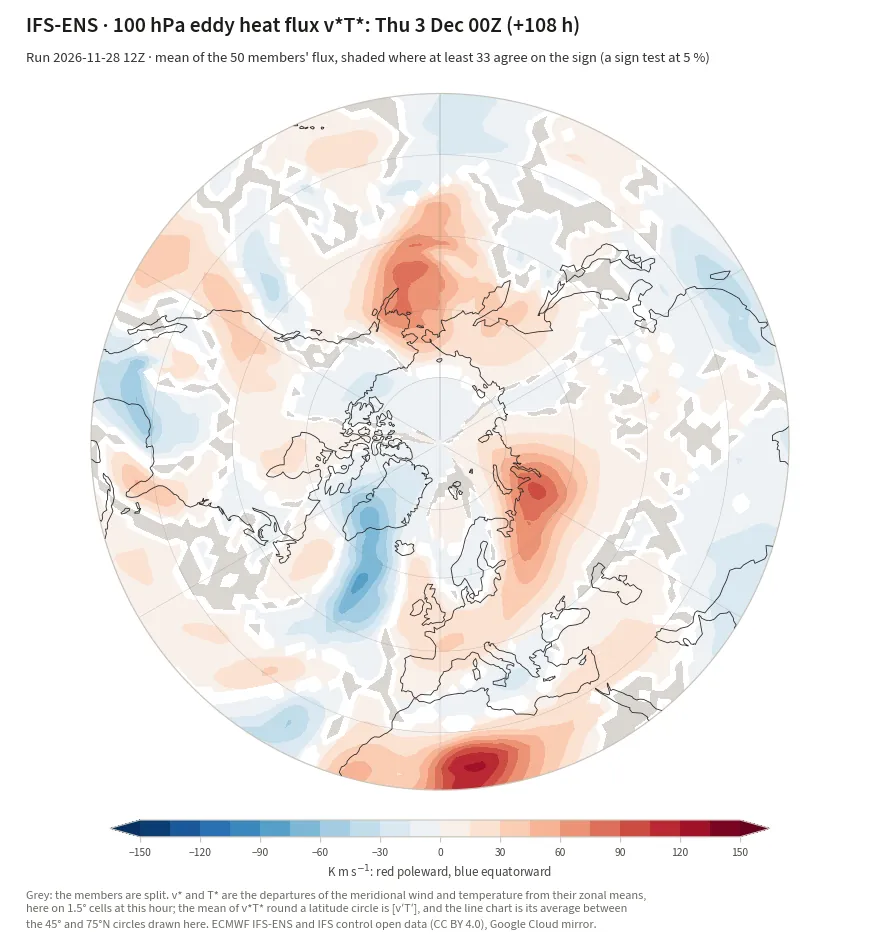 IFS-ENS · 100 hPa eddy heat flux v*T*: Thu 3 Dec 00Z (+108 h)
Run 2026-11-28 12Z · mean of the 50 members' flux, shaded where at least 33 agree on the sign (a sign test at 5 %)
−150 −120 −90 −60 −30 0 30 60 90 120 150
K m s⁻¹: red poleward, blue equatorward
Grey: the members are split. v* and T* are the departures of the meridional wind and temperature from their zonal means,
here on 1.5° cells at this hour; the mean of v*T* round a latitude circle is [v′T′], and the line chart is its average between
the 45° and 75°N circles drawn here. ECMWF IFS-ENS and IFS control open data (CC BY 4.0), Google Cloud mirror.